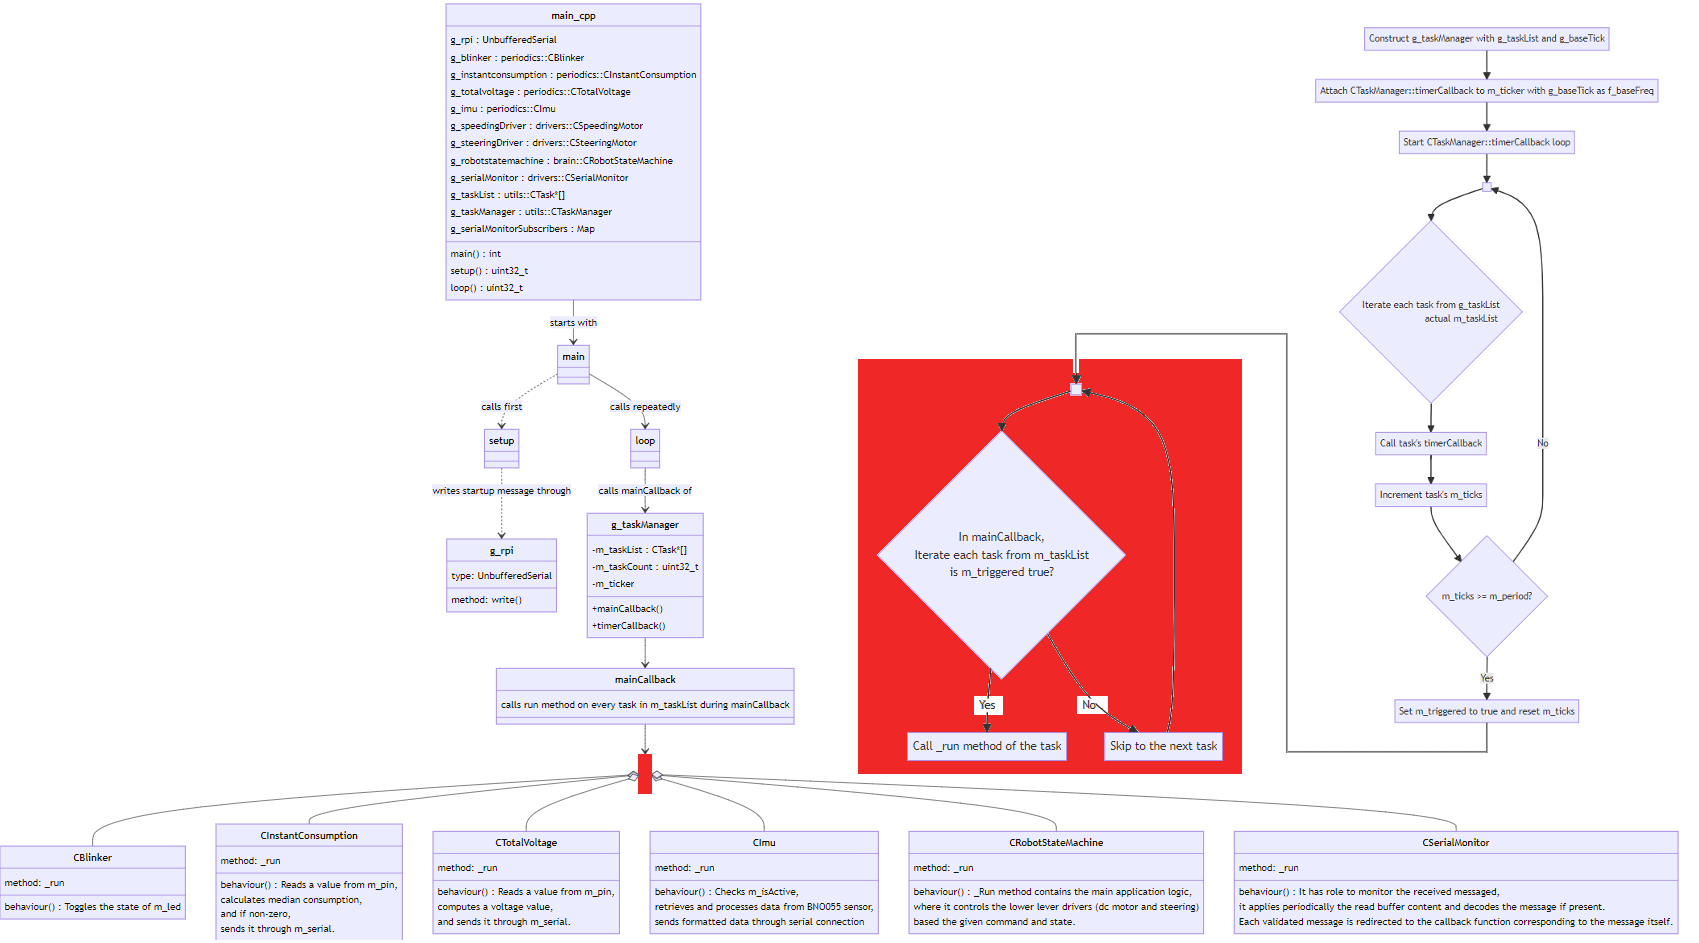 main_cpp
g_rpi : UnbufferedSerial
g_blinker : periodics::CBlinker
g_instantconsumption : periodics::CInstantConsumption
g_totalvoltage : periodics::CTotalVoltage
g_imu : periodics::CImu
g_speedingDriver : drivers::CSpeedingMotor
g_steeringDriver : drivers::CSteeringMotor
g_robotstatemachine : brain::CRobotStateMachine
g_serialMonitor : drivers::CSerialMonitor
g_taskList : utils::CTask*[]
g_taskManager : utils::CTaskManager
g_serialMonitorSubscribers : Map
main() : int
setup() : uint32_t
loop() : uint32_t
starts with
main
calls first
calls repeatedly
setup
loop
writes startup message through
calls mainCallback of
g_rpi
type: UnbufferedSerial
method: write()
g_taskManager
-m_taskList : CTask*[]
-m_taskCount : uint32_t
-m_ticker
+mainCallback()
+timerCallback()
mainCallback
calls run method on every task in m_taskList during mainCallback
CBlinker
method: _run
behaviour() : Toggles the state of m_led
CInstantConsumption
method: _run
behaviour() : Reads a value from m_pin,
calculates median consumption,
and if non-zero,
sends it through m_serial.
CTotalVoltage
method: _run
behaviour() : Reads a value from m_pin,
computes a voltage value,
and sends it through m_serial.
CImu
method: _run
behaviour() : Checks m_isActive,
retrieves and processes data from BNO055 sensor,
sends formatted data through serial connection
CRobotStateMachine
method: _run
behaviour() : _Run method contains the main application logic,
where it controls the lower lever drivers (dc motor and steering)
based the given command and state.
CSerialMonitor
method: _run
behaviour() : It has role to monitor the received messaged,
it applies periodically the read buffer content and decodes the message if present.
Each validated message is redirected to the callback function corresponding to the message itself.
Construct g_taskManager with g_taskList and g_baseTick
Attach CTaskManager::timerCallback to m_ticker with g_baseTick as f_baseFreq
Start CTaskManager::timerCallback loop
Iterate each task from g_taskList
actual m_taskList
Call task's timerCallback
No
Increment task's m_ticks
m_ticks >= m_period?
Yes
Set m_triggered to true and reset m_ticks
In mainCallback,
Iterate each task from m_taskList
is m_triggered true?
Yes
No
Call _run method of the task
Skip to the next task